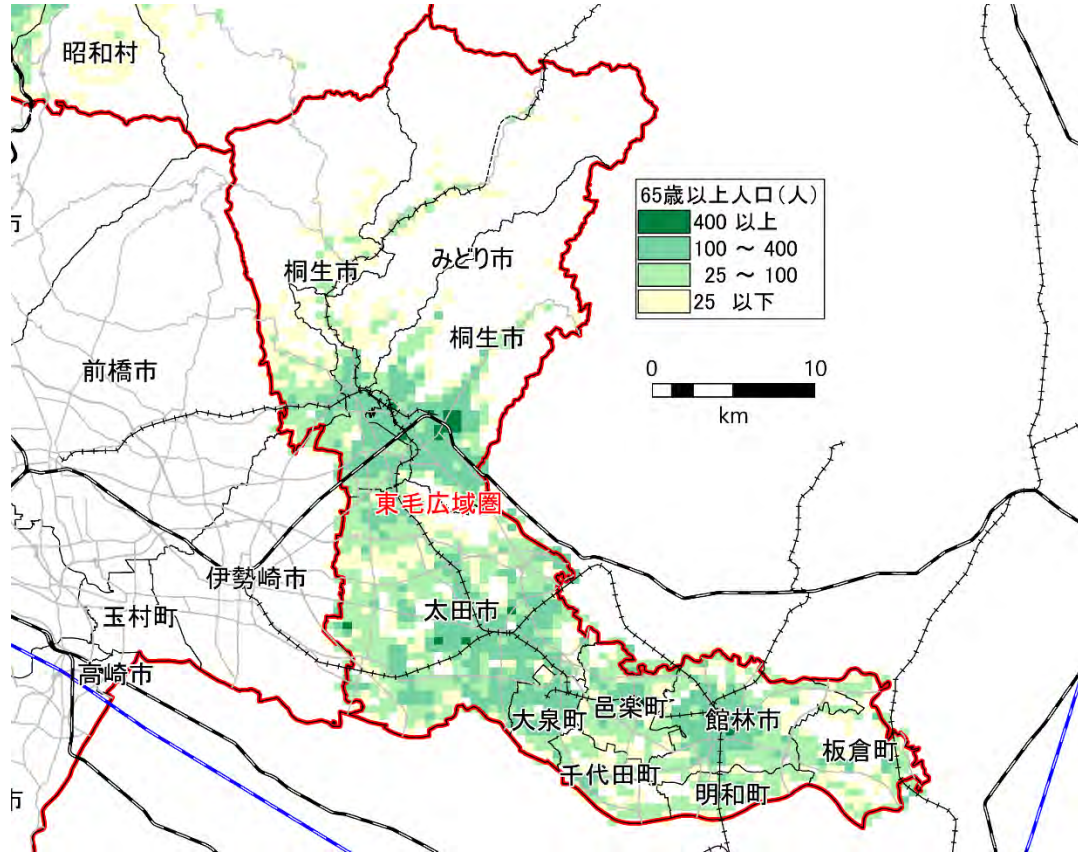 昭和村
65歳以上人口(人)
400 以上
100 ～ 400
25 ～ 100
25 以下
市
みどり市
桐生市
桐生市
前橋市
0 10
km
東毛広域圏
伊勢崎市
太田市
玉村町
高崎市
大泉町
邑楽町
館林市
板倉町
千代田町
明和町
市